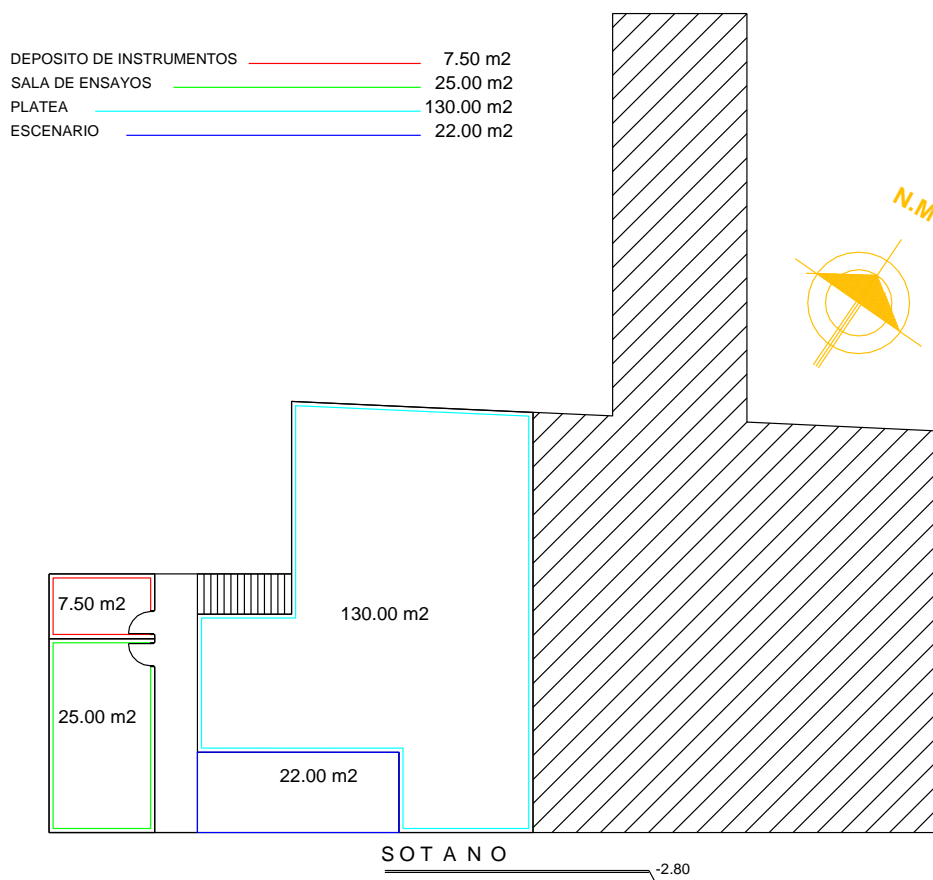 DEPOSITO DE INSTRUMENTOS 7.50 m2
SALA DE ENSAYOS 25.00 m2
PLATEA 130.00 m2
ESCENARIO 22.00 m2
N.M
7.50 m2
130.00 m2
25.00 m2
22.00 m2
SOTANO
-2.80